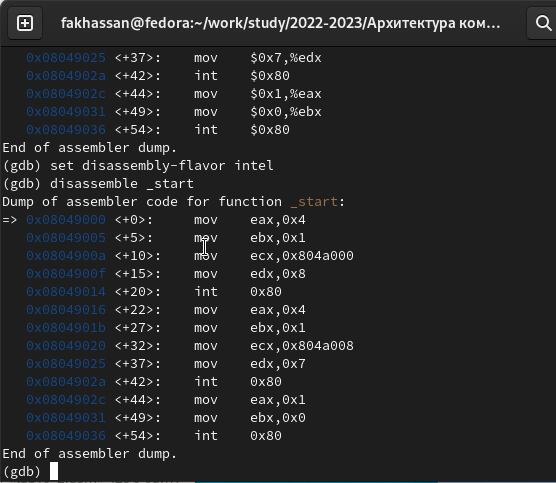 fakhassan@fedora:~/work/study/2022-2023/Архитектура ком...
0x08049025 <+37>: mov $0x7,%edx
0x0804902a <+42>: int $0x80
0x0804902c <+44>: mov $0x1,%eax
0x08049031 <+49>: mov $0x0,%ebx
0x08049036 <+54>: int $0x80
End of assembler dump.
(gdb) set disassembly-flavor intel
(gdb) disassemble _start
Dump of assembler code for function _start:
=> 0x08049000 <+0>: mov eax,0x4
0x08049005 <+5>: mov ebx,0x1
0x0804900a <+10>: mov ecx,0x804a000
0x0804900f <+15>: mov edx,0x8
0x08049014 <+20>: int 0x80
0x08049016 <+22>: mov eax,0x4
0x0804901b <+27>: mov ebx,0x1
0x08049020 <+32>: mov ecx,0x804a008
0x08049025 <+37>: mov edx,0x7
0x0804902a <+42>: int 0x80
0x0804902c <+44>: mov eax,0x1
0x08049031 <+49>: mov ebx,0x0
0x08049036 <+54>: int 0x80
End of assembler dump.
(gdb)